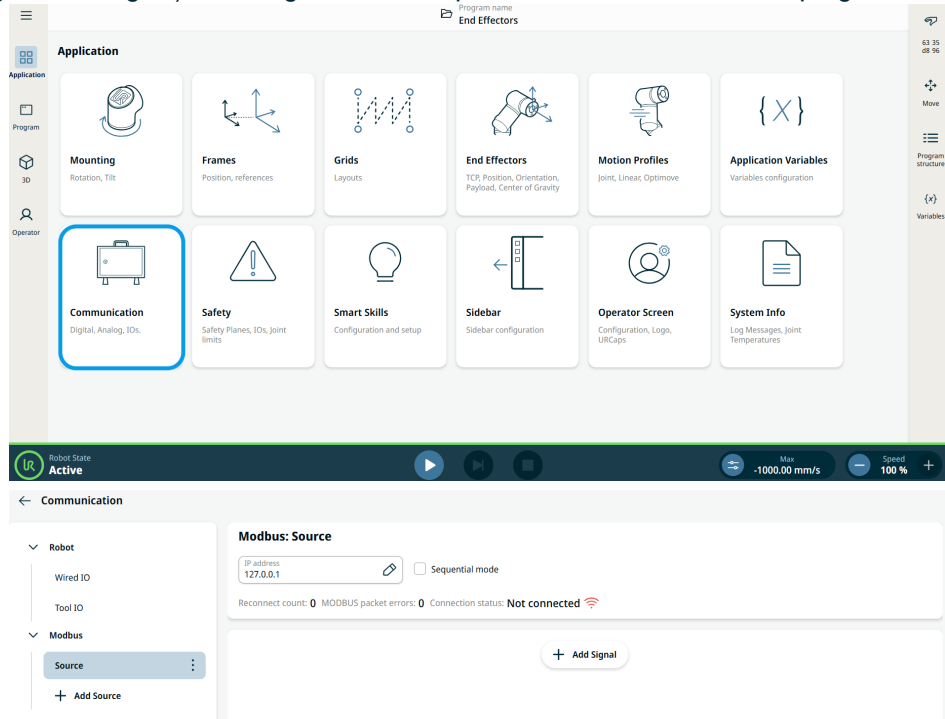 Program name
End Effectors
63 35
d8 96
Application
Application
Move
Program
Program
structure
3D
{x}
Variables
Operator
Mounting
Rotation, Tilt
Frames
Position, references
Grids
Layouts
End Effectors
TCP, Position, Orientation,
Payload, Center of Gravity
Motion Profiles
Joint, Linear, Optimove
{X}
Application Variables
Variables configuration
Communication
Digital, Analog, IOs.
Safety
Safety Planes, IOs, Joint
limits
Smart Skills
Configuration and setup
Sidebar
Sidebar configuration
Operator Screen
Configuration, Logo,
URCaps
System Info
Log Messages, Joint
Temperatures
UR
Robot State
Active
Max
-1000.00 mm/s
Speed
100 %
Communication
Robot
Wired IO
Tool IO
Modbus
Source
Add Source
Modbus: Source
IP address
127.0.0.1
Sequential mode
Reconnect count: 0 MODBUS packet errors: 0 Connection status: Not connected
Add Signal